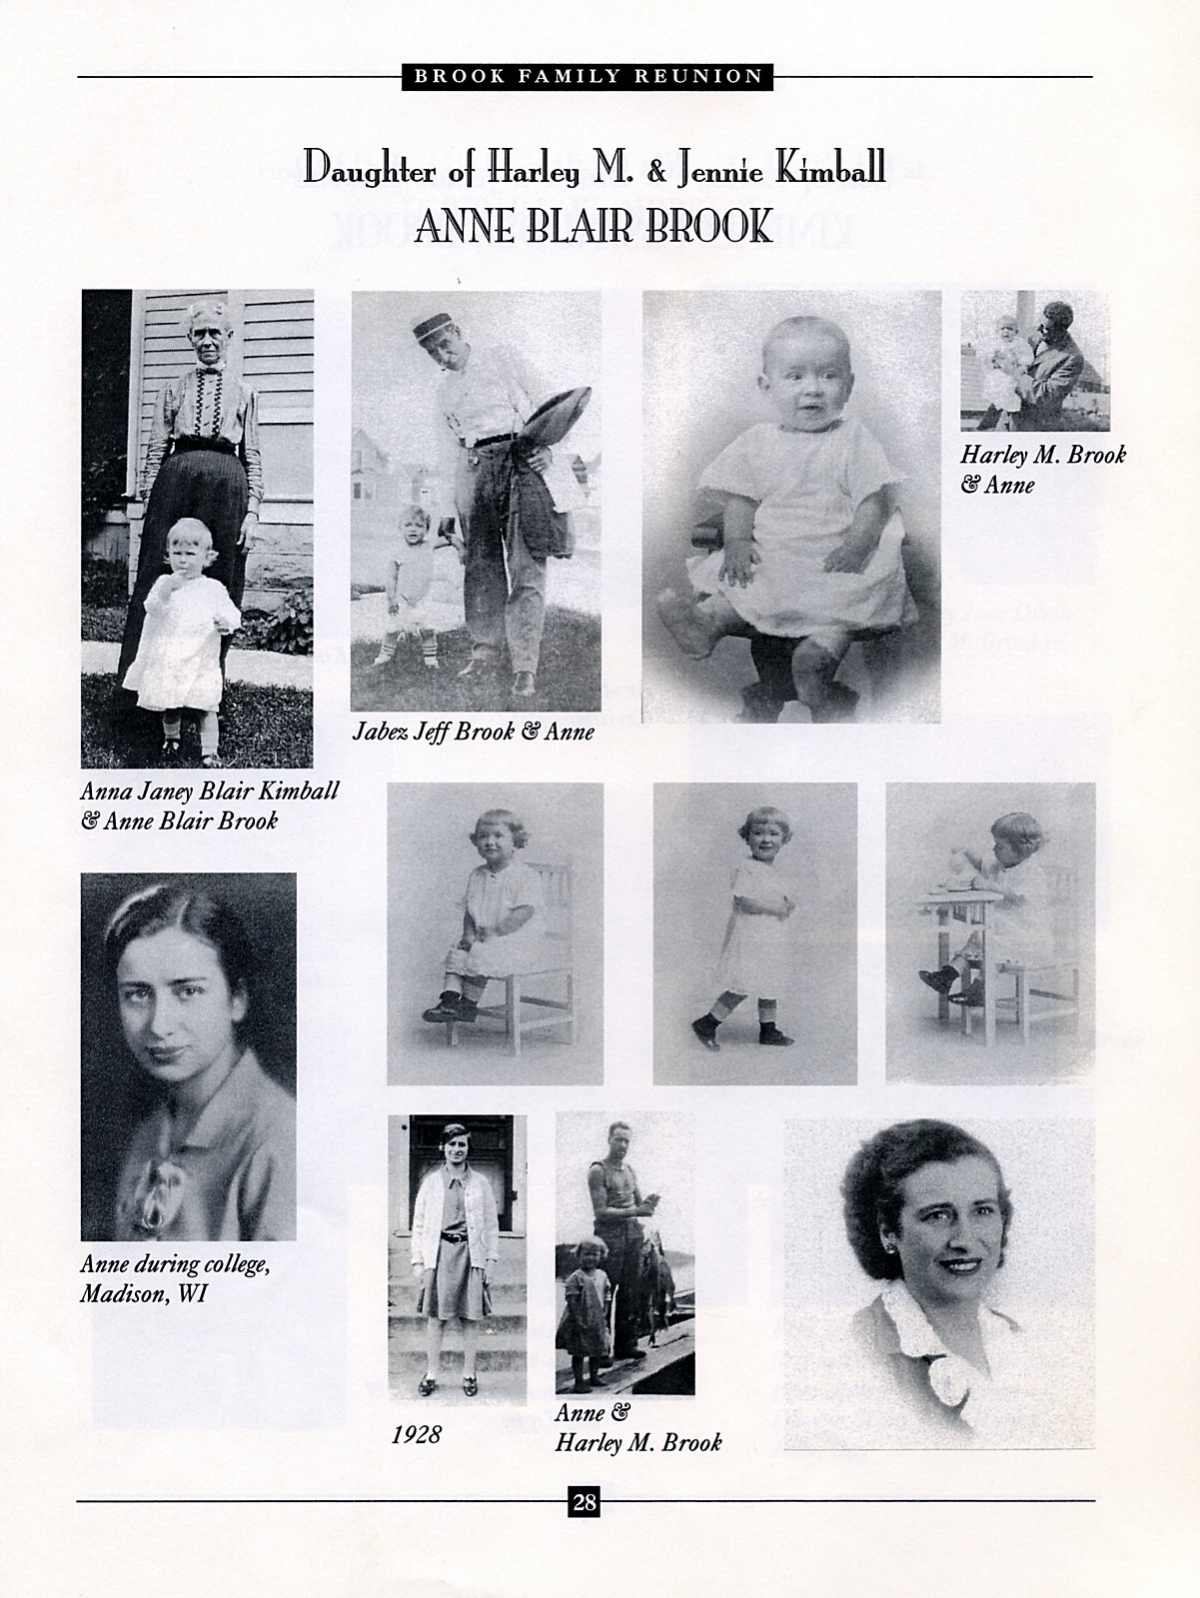 BROOK FAMILY REUNION
Daughter of Harley M. & Jennie Kimball
ANNE BLAIR BROOK
Harley M. Brook
& Anne
Jabez Jeff Brook & Anne
Anna Janey Blair Kimball
& Anne Blair Brook
Anne during college,
Madison, WI
1928
Anne &
Harley M. Brook
28